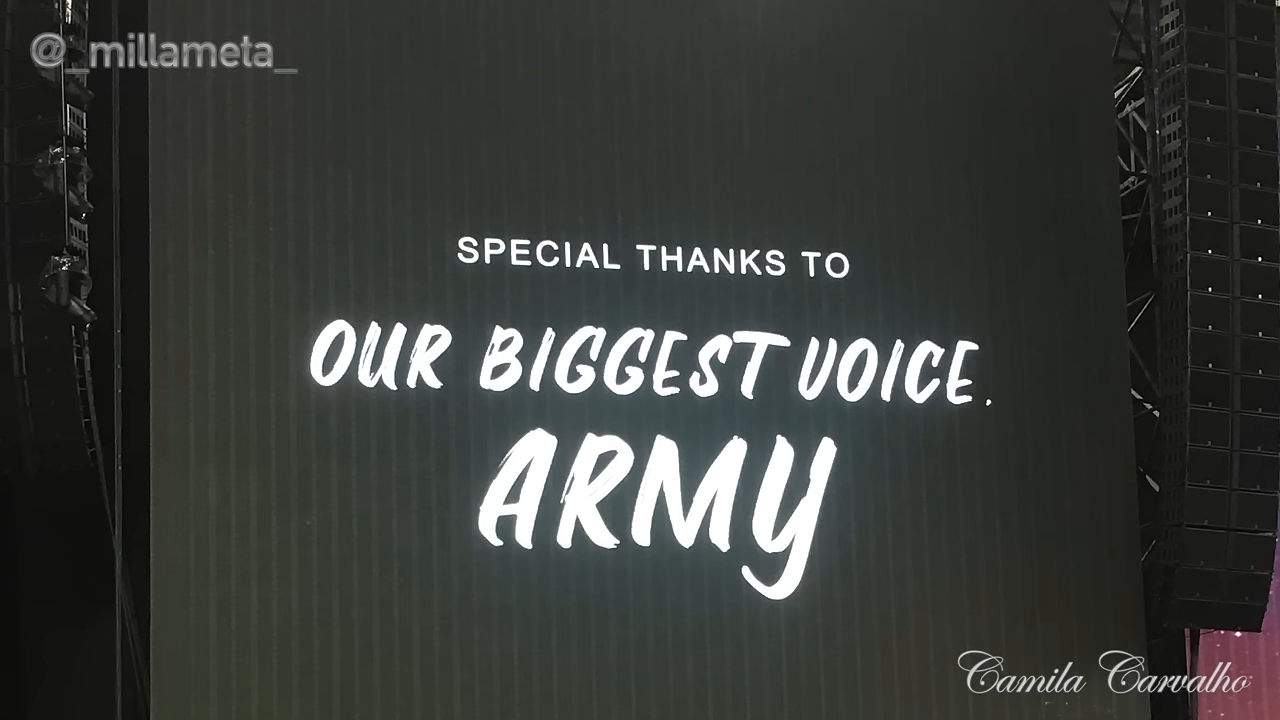 @_millameta_
SPECIAL THANKS TO
OUR BIGGEST VOICE.
ARMY
Camila Carvalho